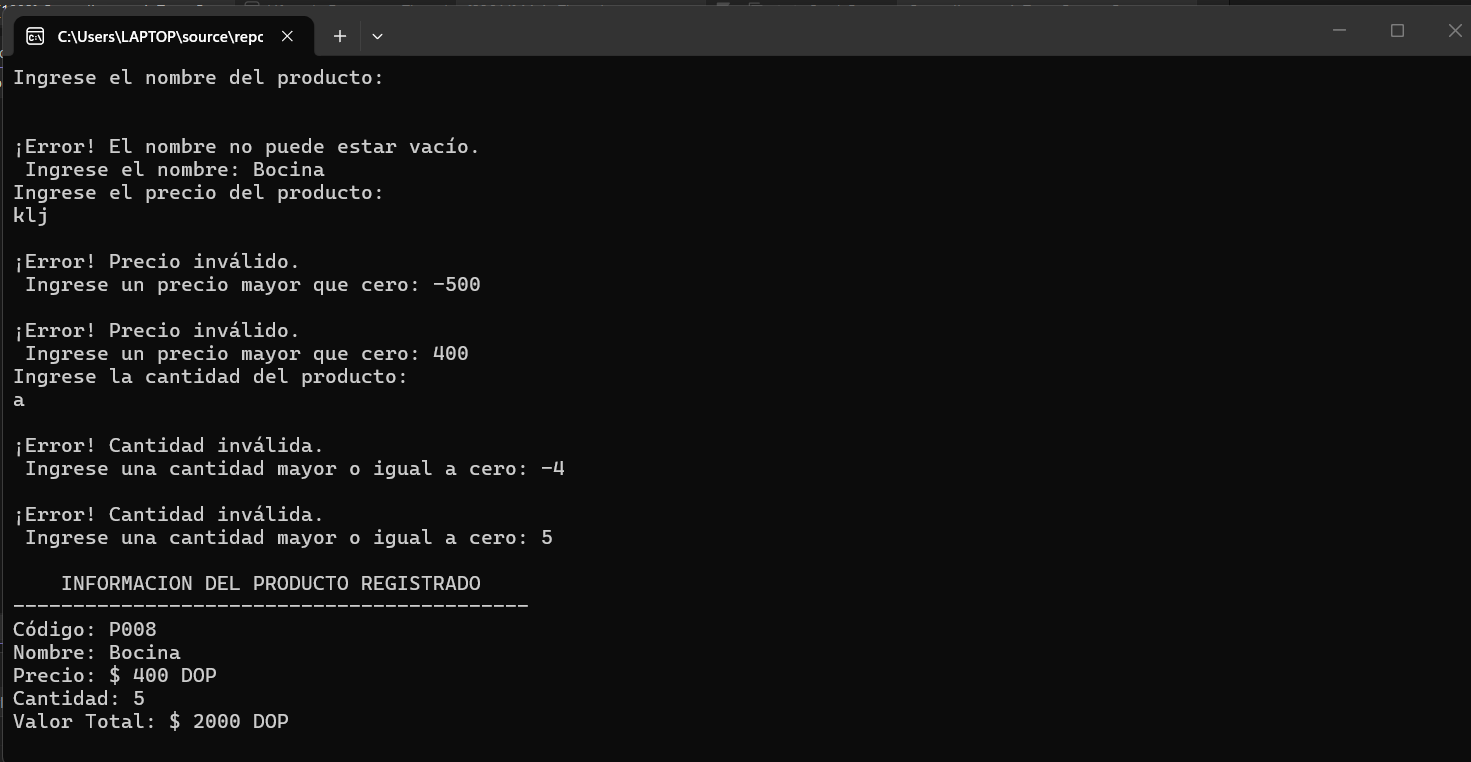 C:\Users\LAPTOP\source\repc
Ingrese el nombre del producto:
¡Error! El nombre no puede estar vacío.
Ingrese el nombre: Bocina
Ingrese el precio del producto:
klj
¡Error! Precio inválido.
Ingrese un precio mayor que cero: -500
¡Error! Precio inválido.
Ingrese un precio mayor que cero: 400
Ingrese la cantidad del producto:
a
¡Error! Cantidad inválida.
Ingrese una cantidad mayor o igual a cero: -4
¡Error! Cantidad inválida.
Ingrese una cantidad mayor o igual a cero: 5
INFORMACION DEL PRODUCTO REGISTRADO
-------------------------------------------
Código: P008
Nombre: Bocina
Precio: $ 400 DOP
Cantidad: 5
Valor Total: $ 2000 DOP